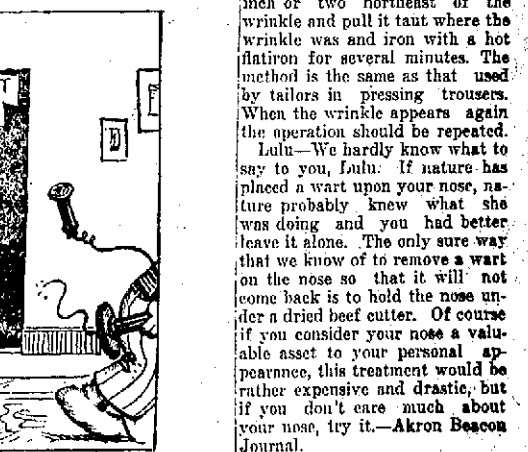 inch or two northeast of the
wrinkle and pull it taut where the
wrinkle was and iron with a hot
flatiron for several minutes. The
method is the same as that used
by tailors in pressing trousers.
When the wrinkle appears again
the operation should be repeated.
Lulu—We hardly know what to
say to you, Lulu. If nature has
placed a wart upon your nose, na-
ture probably knew what she
was doing and you had better
leave it alone. The only sure way
that we know of to remove a wart
on the nose so that it will not
come back is to hold the nose un-
der a dried beef cutter. Of course
if you consider your nose a valu-
able asset to your personal ap-
pearance, this treatment would be
rather expensive and drastic, but
if you don't care much about
your nose, try it.—Akron Beacon
Journal.